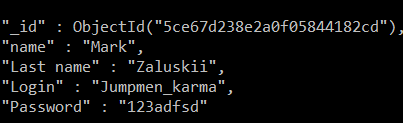 "_id" : ObjectId("5ce67d238e2a0f05844182cd"),
"name" : "Mark",
"Last name" : "Zaluskii",
"Login" : "Jumpmen_karma",
"Password" : "123adfsd"